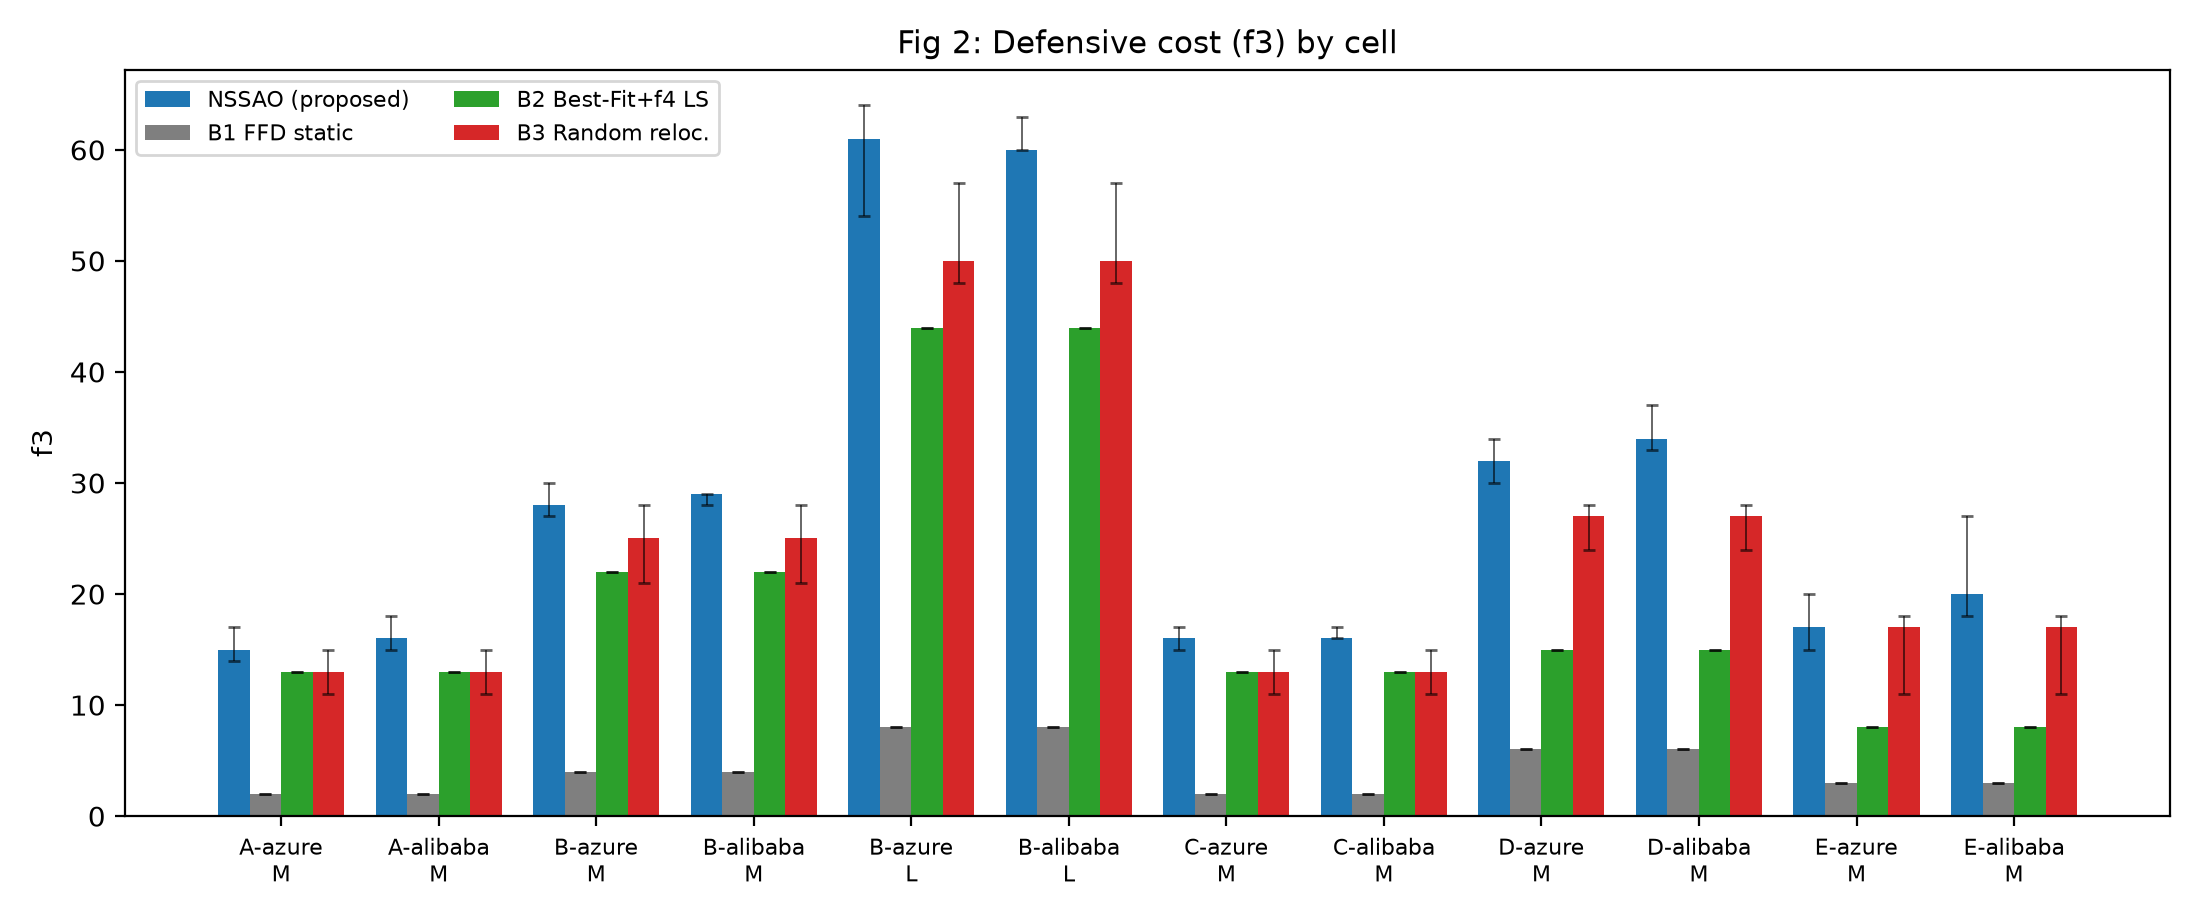 Fig 2: Defensive cost (f3) by cell
NSSAO (proposed)
B1 FFD static
B2 Best-Fit+f4 LS
B3 Random reloc.
f3
60
50
40
30
20
10
0
A-azure
M
A-alibaba
M
B-azure
M
B-alibaba
M
B-azure
L
B-alibaba
L
C-azure
M
C-alibaba
M
D-azure
M
D-alibaba
M
E-azure
M
E-alibaba
M